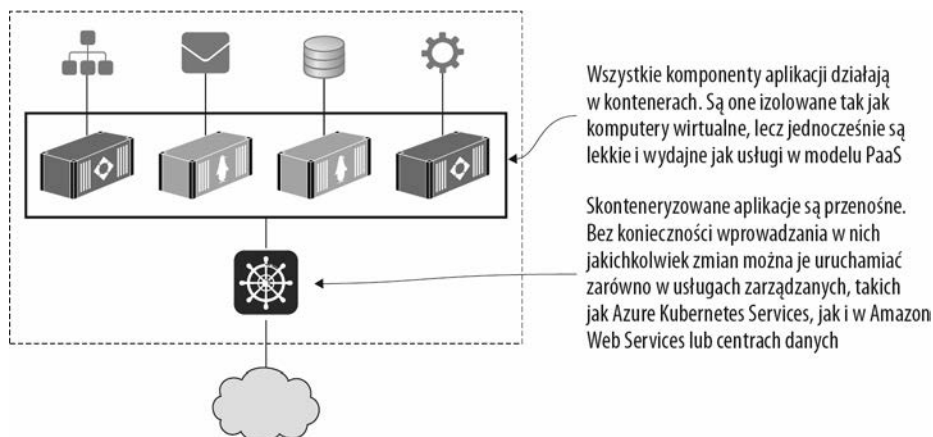 Wszystkie komponenty aplikacji działają
w kontenerach. Są one izolowane tak jak
komputery wirtualne, lecz jednocześnie są
lekkie i wydajne jak usługi w modelu PaaS
Skonteneryzowane aplikacje są przenośne.
Bez konieczności wprowadzania w nich
jakichkolwiek zmian można je uruchamiać
zarówno w usługach zarządzanych, takich
jak Azure Kubernetes Services, jak i w Amazon
Web Services lub centrach danych